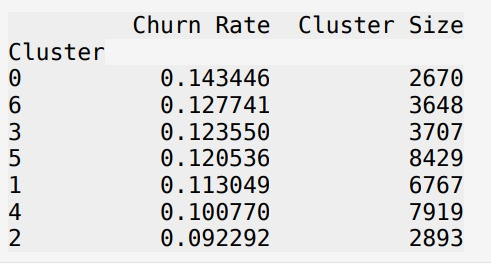 Churn Rate Cluster Size
Cluster
0 0.143446 2670
6 0.127741 3648
3 0.123550 3707
5 0.120536 8429
1 0.113049 6767
4 0.100770 7919
2 0.092292 2893